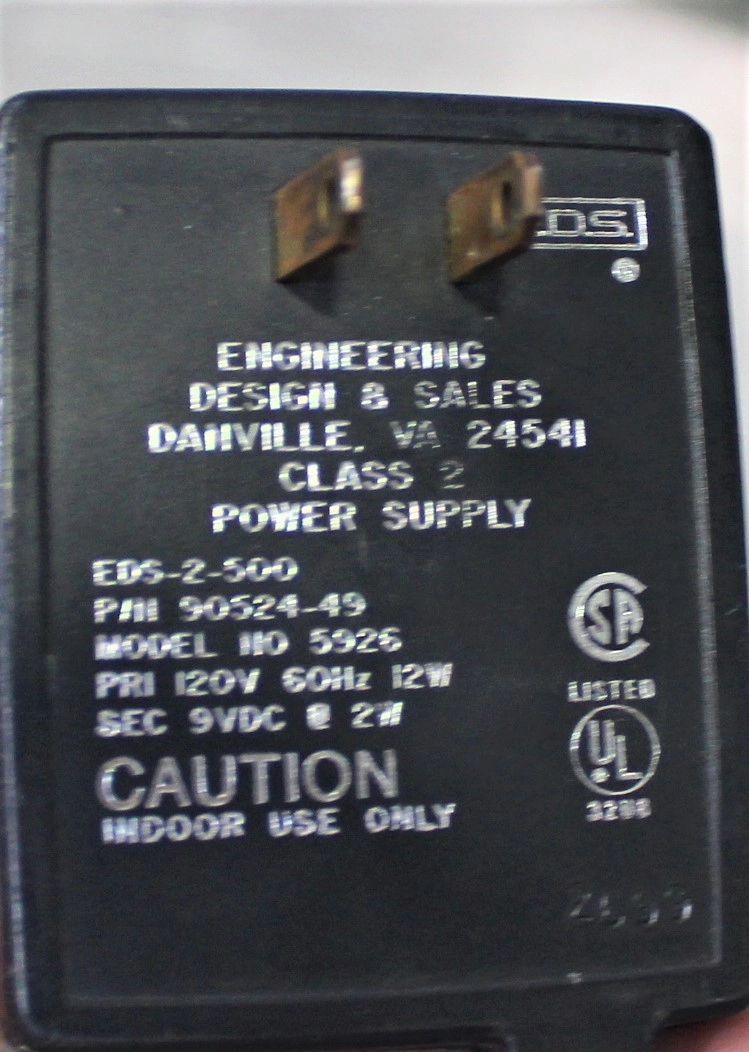 .D.S.
®
ENGINEERING
DESIGN & SALES
DANVILLE, VA 24541
CLASS 2
POWER SUPPLY
EDS-2-500
P/N 90524-49
MODEL NO 5926
PRI 120V 60Hz 12W
SEC 9VDC @ 2W
CAUTION
INDOOR USE ONLY
CSA
LISTED
UL